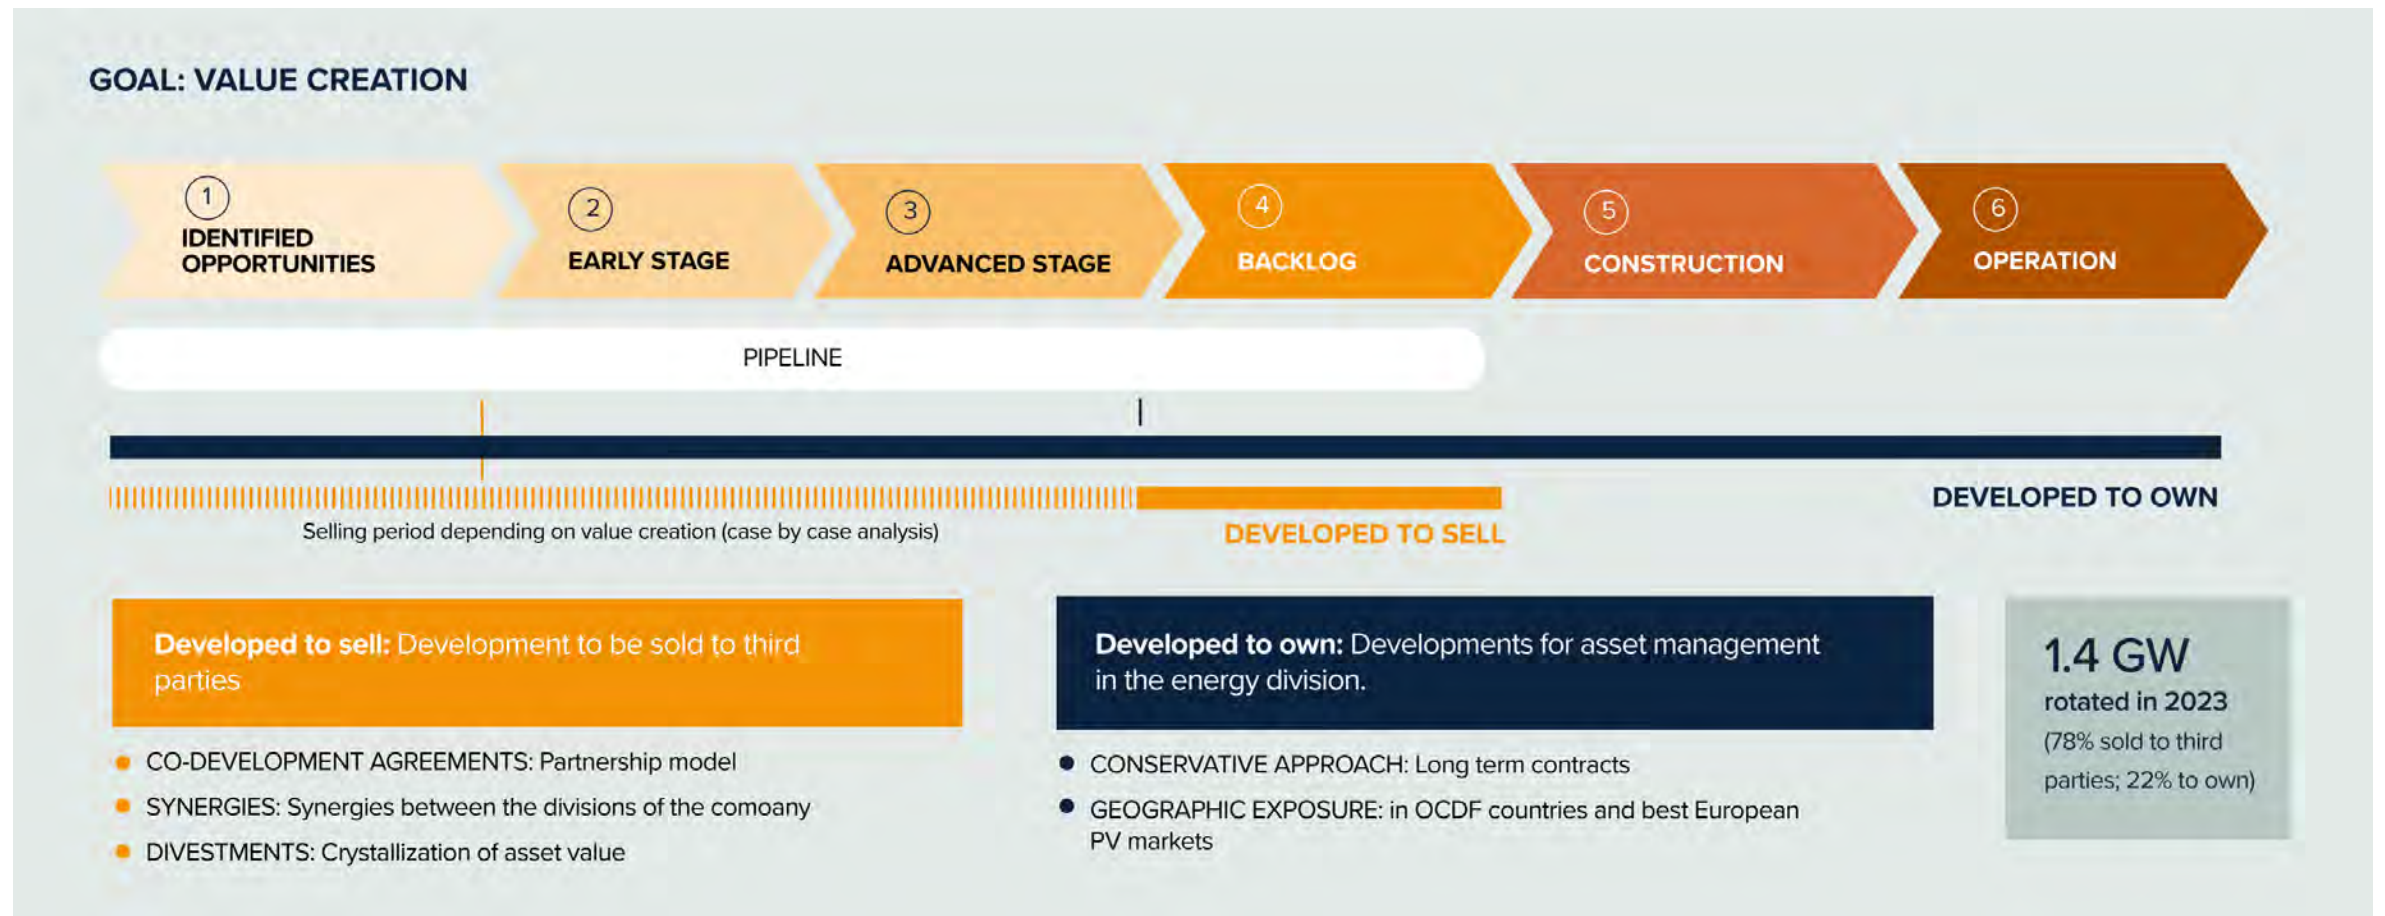 GOAL: VALUE CREATION
1
IDENTIFIED
OPPORTUNITIES
2
EARLY STAGE
3
ADVANCED STAGE
4
BACKLOG
5
CONSTRUCTION
6
OPERATION
PIPELINE
Selling period depending on value creation (case by case analysis)
DEVELOPED TO SELL
DEVELOPED TO OWN
Developed to sell: Development to be sold to third
parties
CO-DEVELOPMENT AGREEMENTS: Partnership model
SYNERGIES: Synergies between the divisions of the comoany
DIVESTMENTS: Crystallization of asset value
Developed to own: Developments for asset management
in the energy division.
CONSERVATIVE APPROACH: Long term contracts
GEOGRAPHIC EXPOSURE: in OCDF countries and best European
PV markets
1.4 GW
rotated in 2023
(78% sold to third
parties; 22% to own)